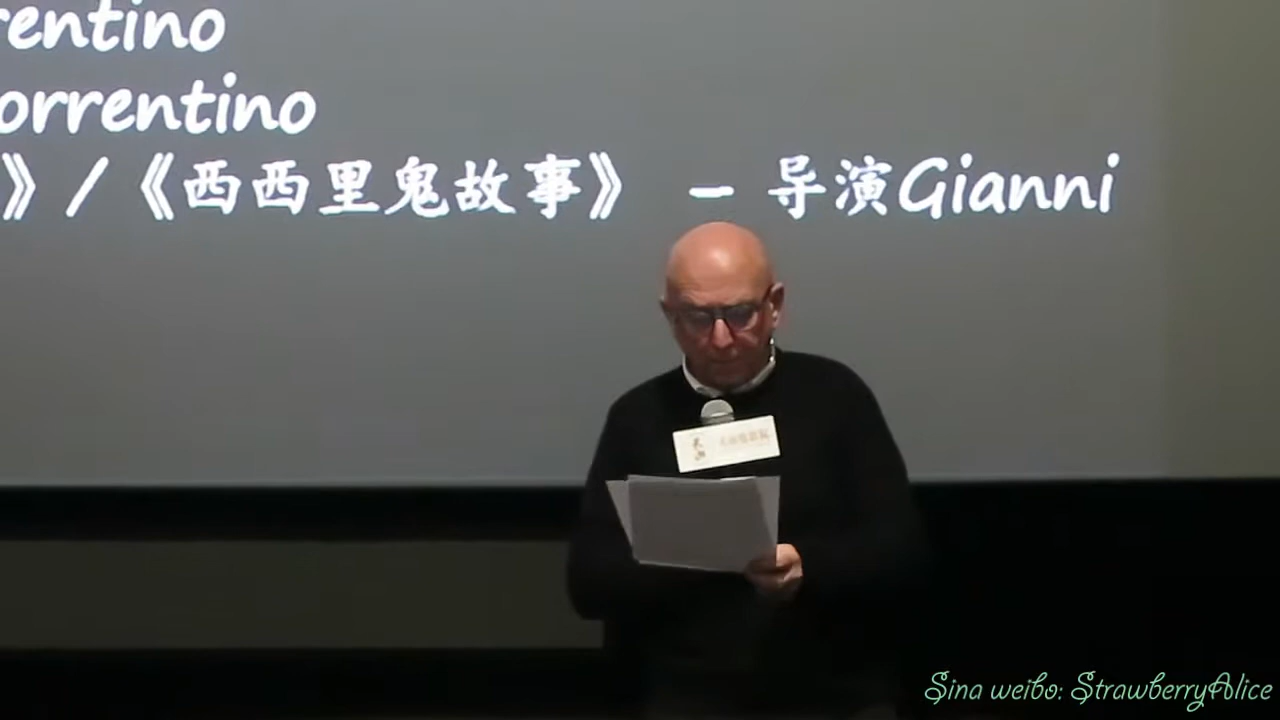 rentino
orrentino
》/《西西里鬼故事》 – 导演Gianni
Sina weibo: StrawberryAlice